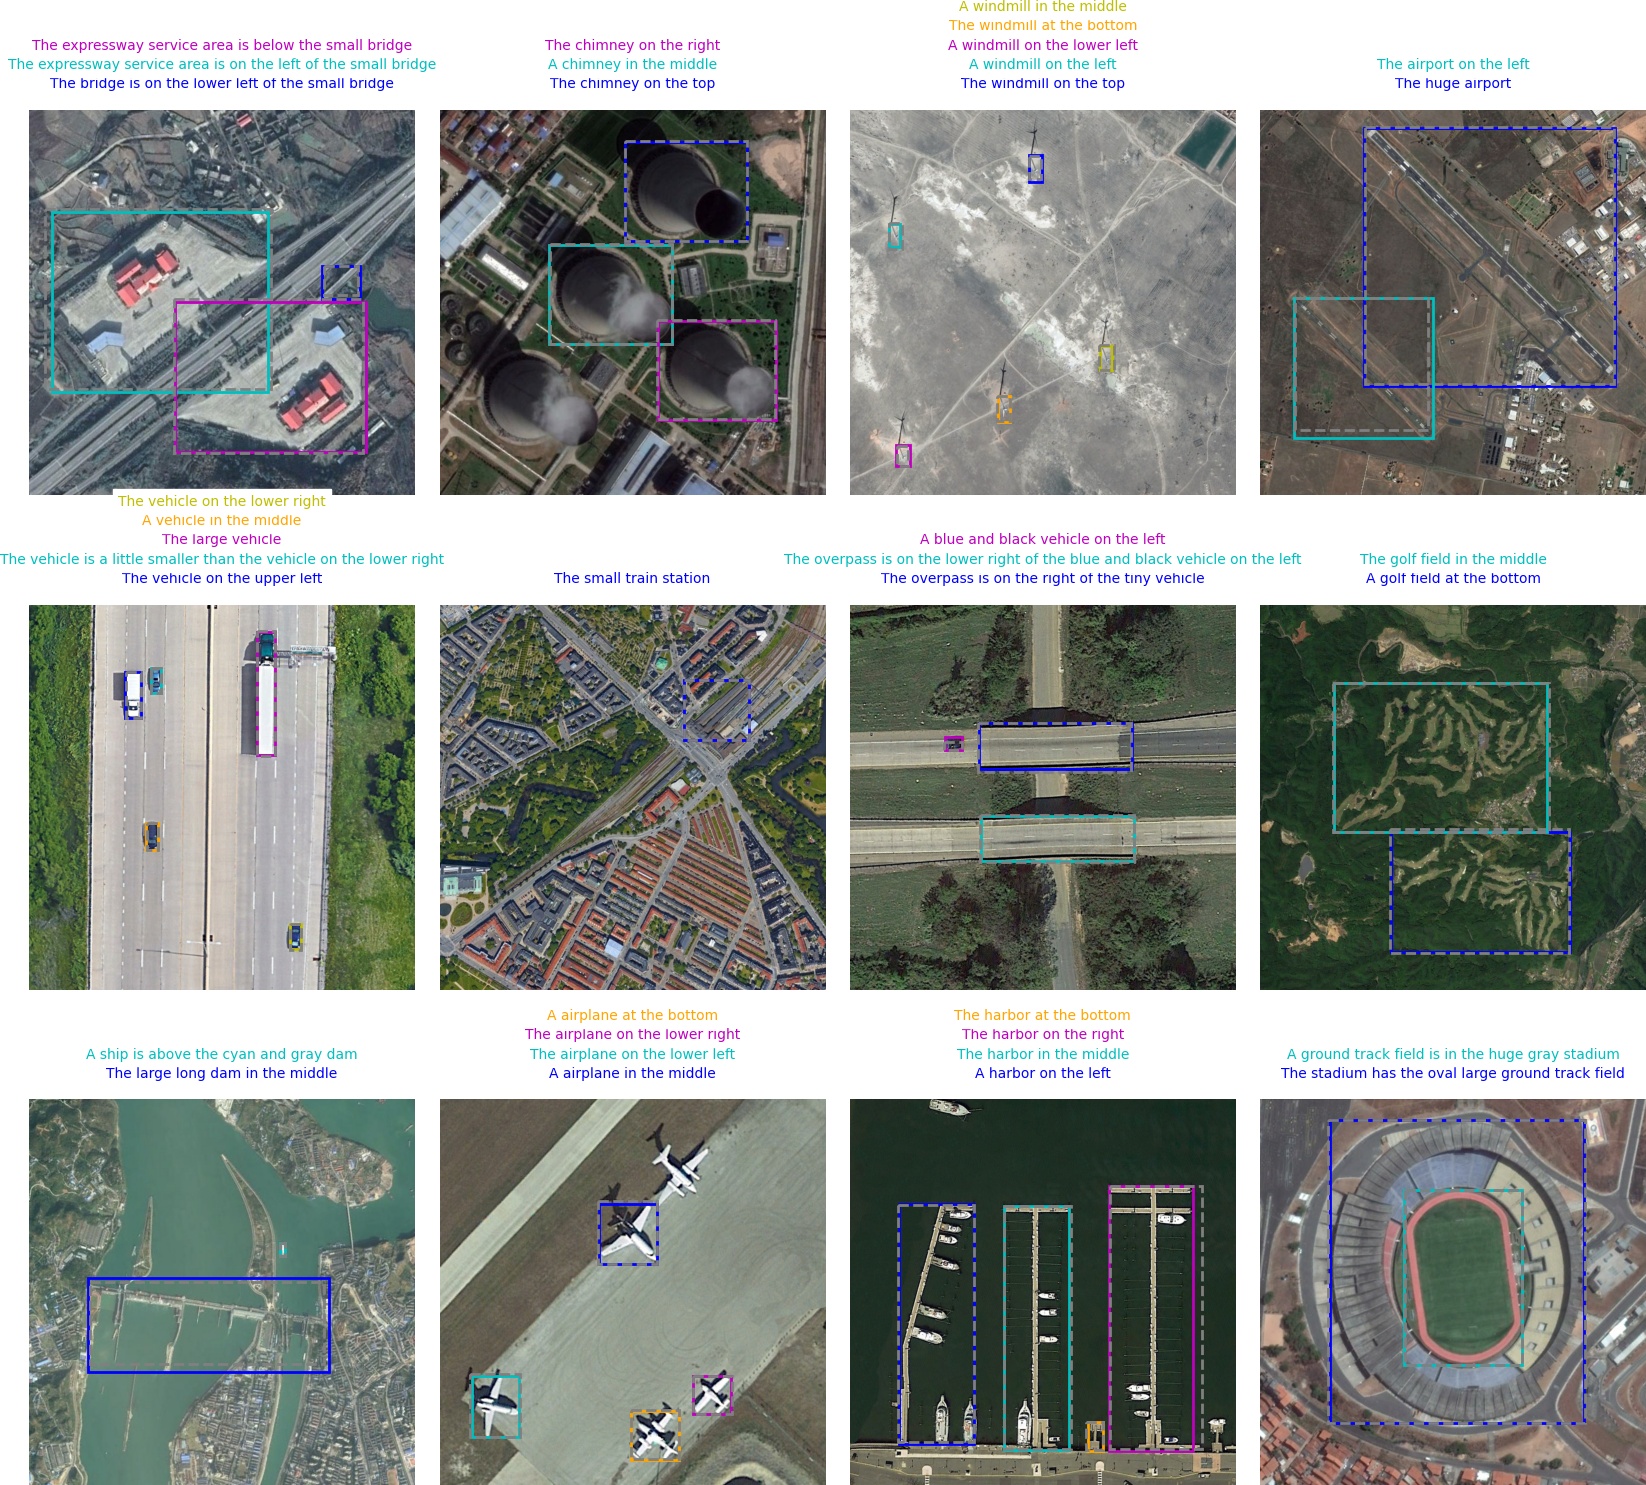 The expressway service area is below the small bridge
The expressway service area is on the left of the small bridge
The bridge is on the lower left of the small bridge
The chimney on the right
A chimney in the middle
The chimney on the top
A windmill in the middle
The windmill at the bottom
A windmill on the lower left
A windmill on the left
The windmill on the top
The airport on the left
The huge airport
The vehicle on the lower right
A vehicle in the middle
The large vehicle
The vehicle is a little smaller than the vehicle on the lower right
The vehicle on the upper left
The small train station
A blue and black vehicle on the left
The overpass is on the lower right of the blue and black vehicle on the left
The overpass is on the right of the tiny vehicle
The golf field in the middle
A golf field at the bottom
A ship is above the cyan and gray dam
The large long dam in the middle
A airplane at the bottom
The airplane on the lower right
The airplane on the lower left
A airplane in the middle
The harbor at the bottom
The harbor on the right
The harbor in the middle
A harbor on the left
A ground track field is in the huge gray stadium
The stadium has the oval large ground track field